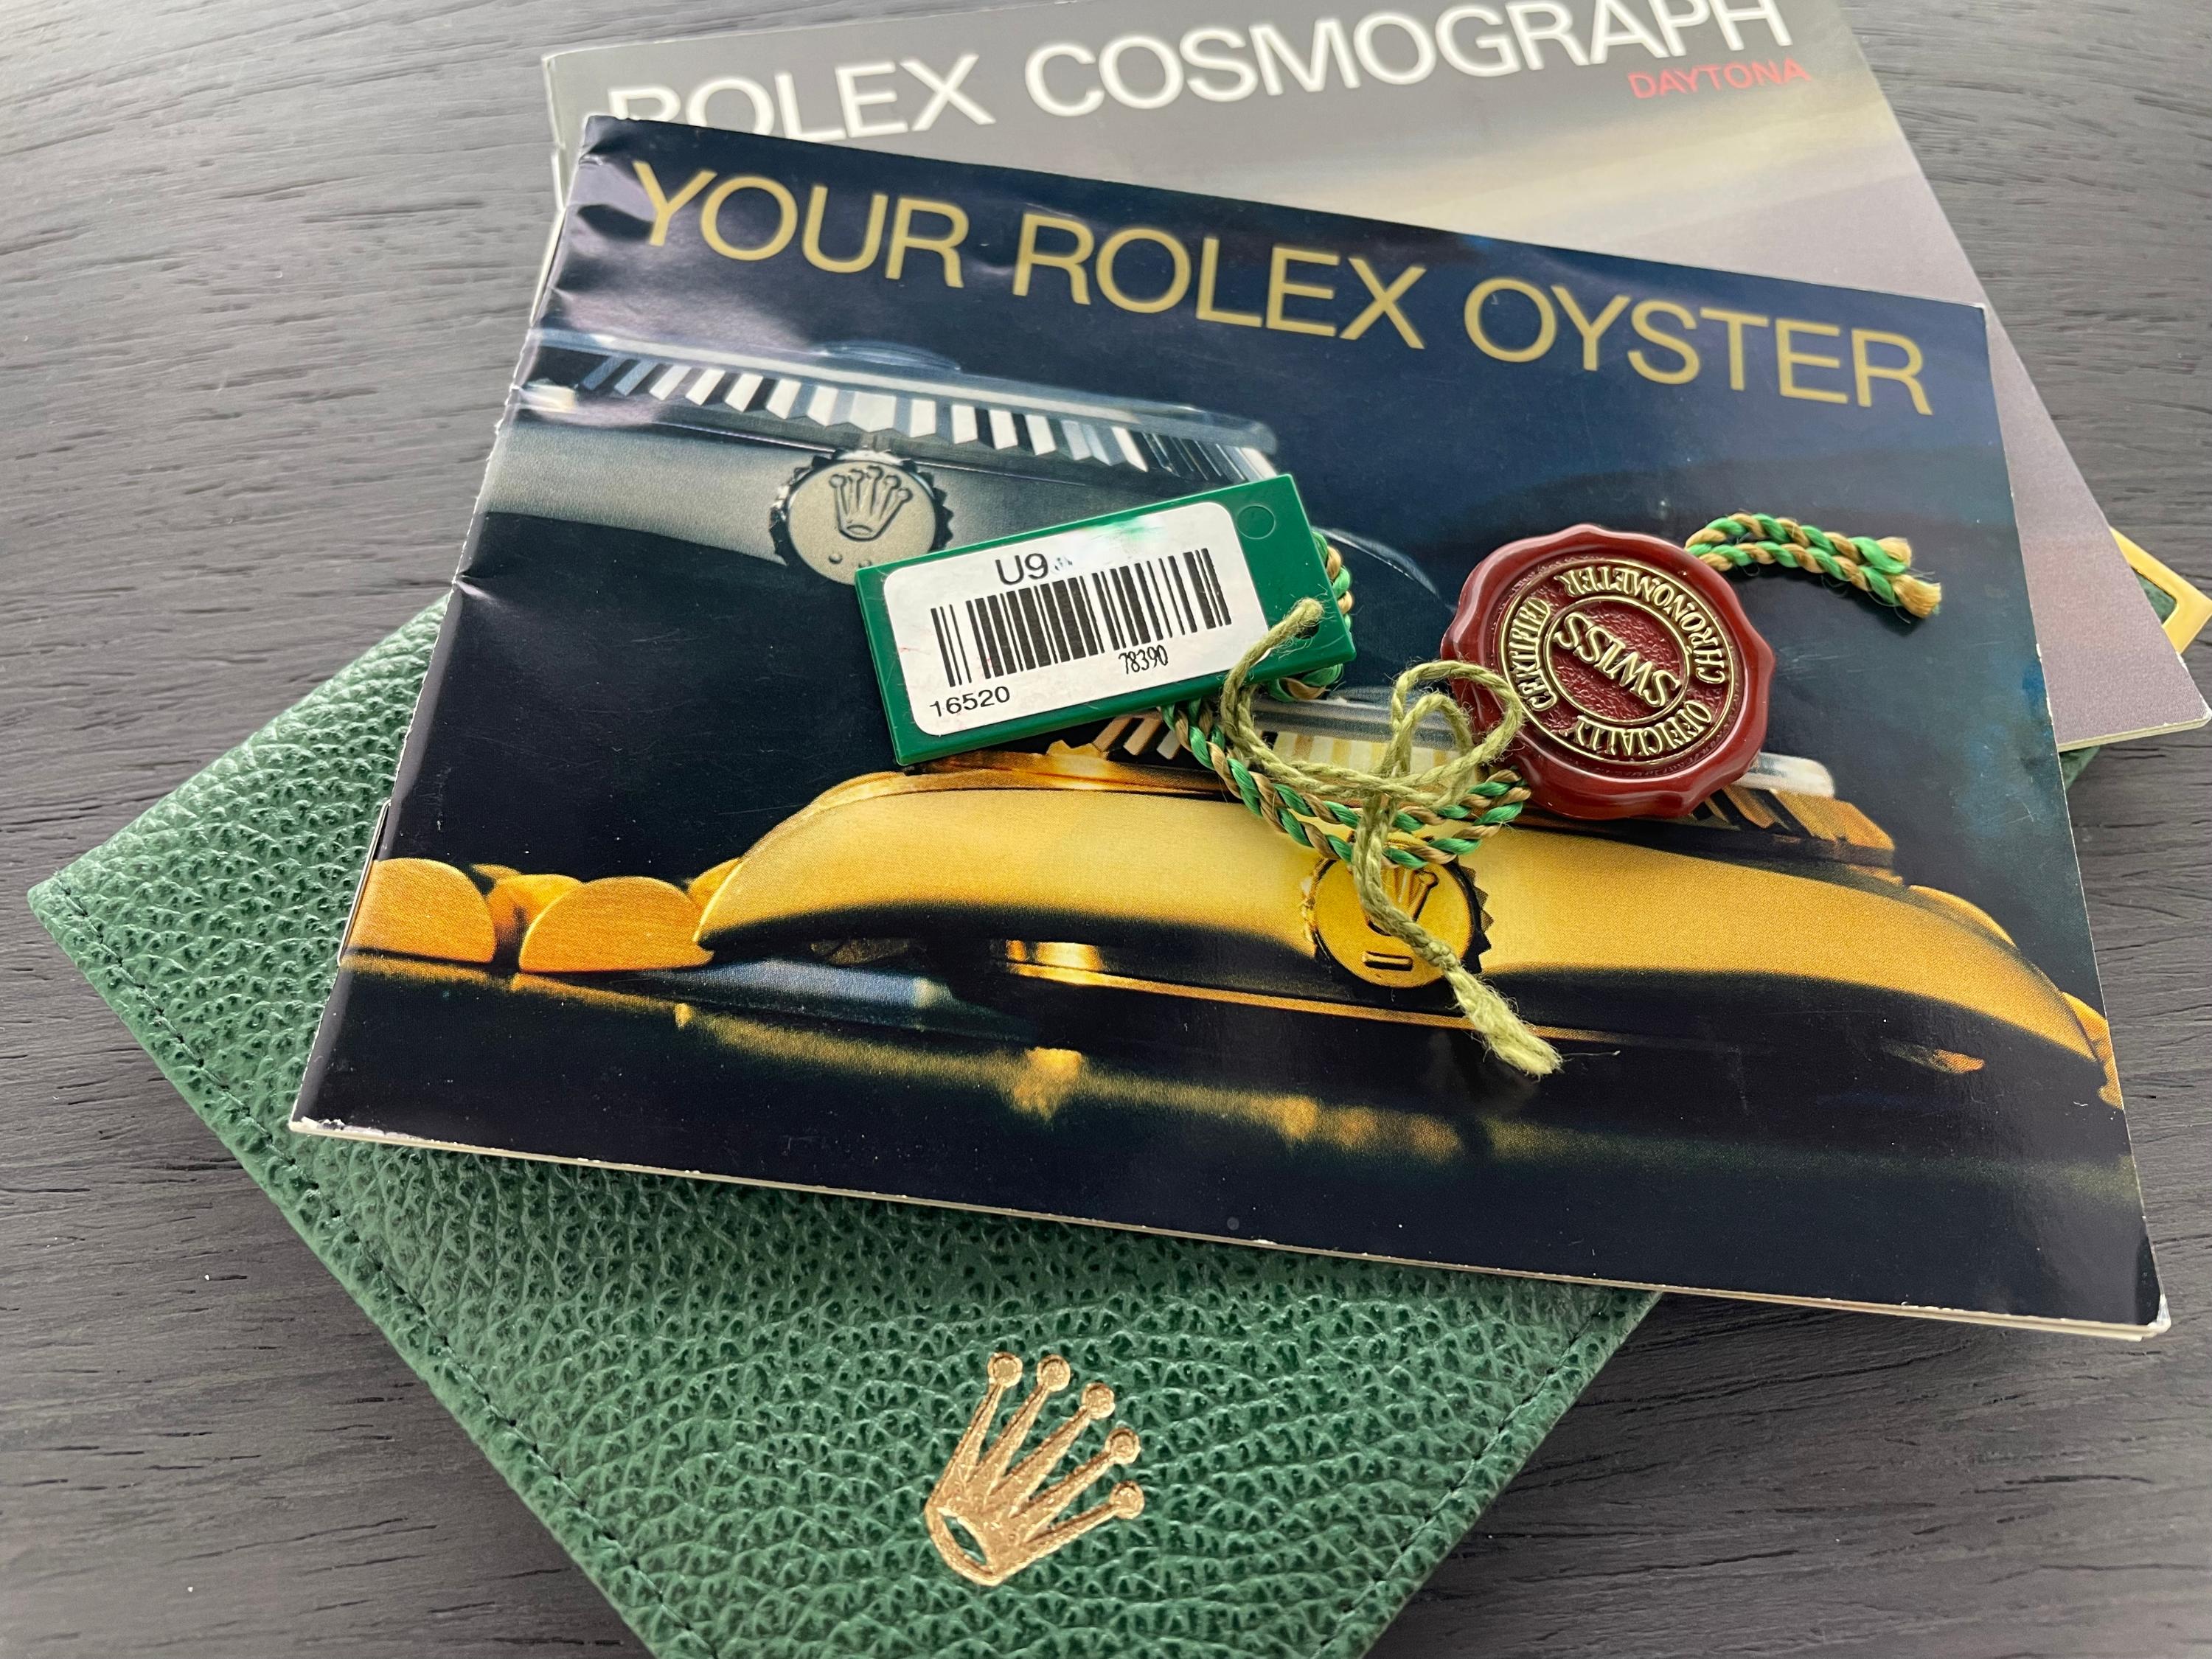 ROLEX COSMOGRAPH
DAYTONA
YOUR ROLEX OYSTER
U9
78390
16520
OFFICIALLY CERTIFIED CHRONOMETER
SWISS